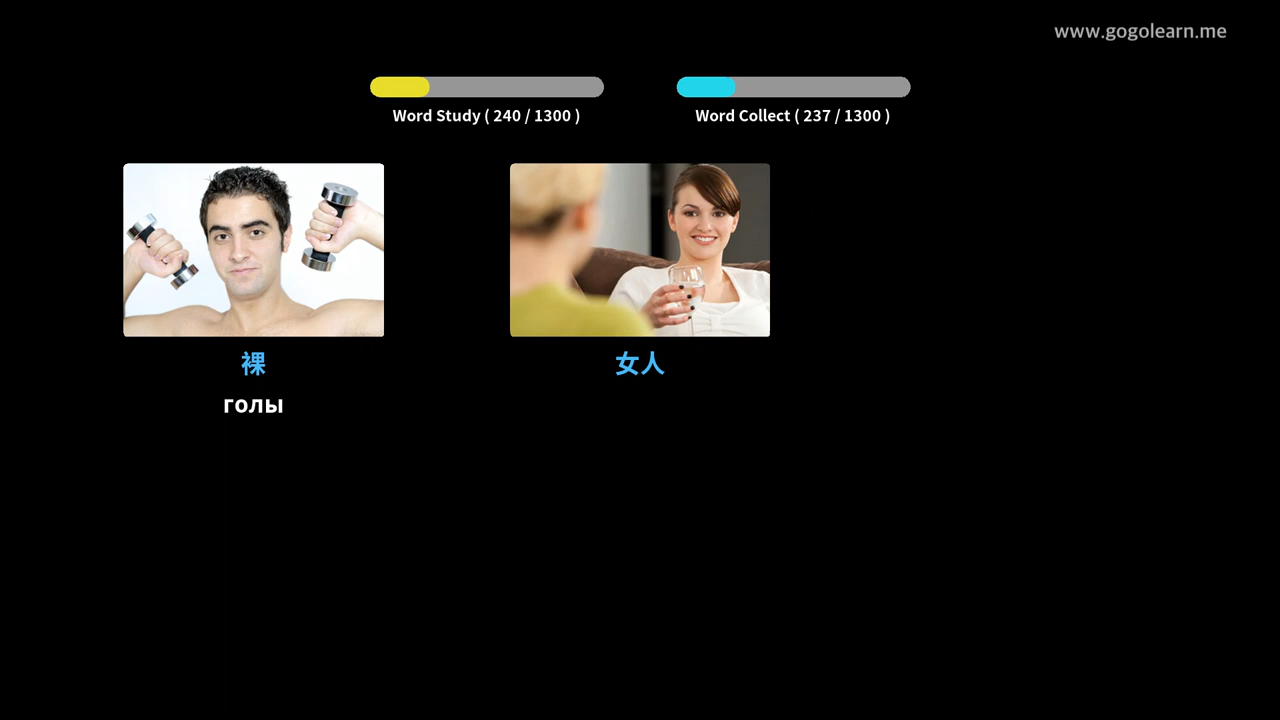 www.gogolearn.me
Word Study ( 240 / 1300 )
Word Collect ( 237 / 1300 )
裸
女人
голы